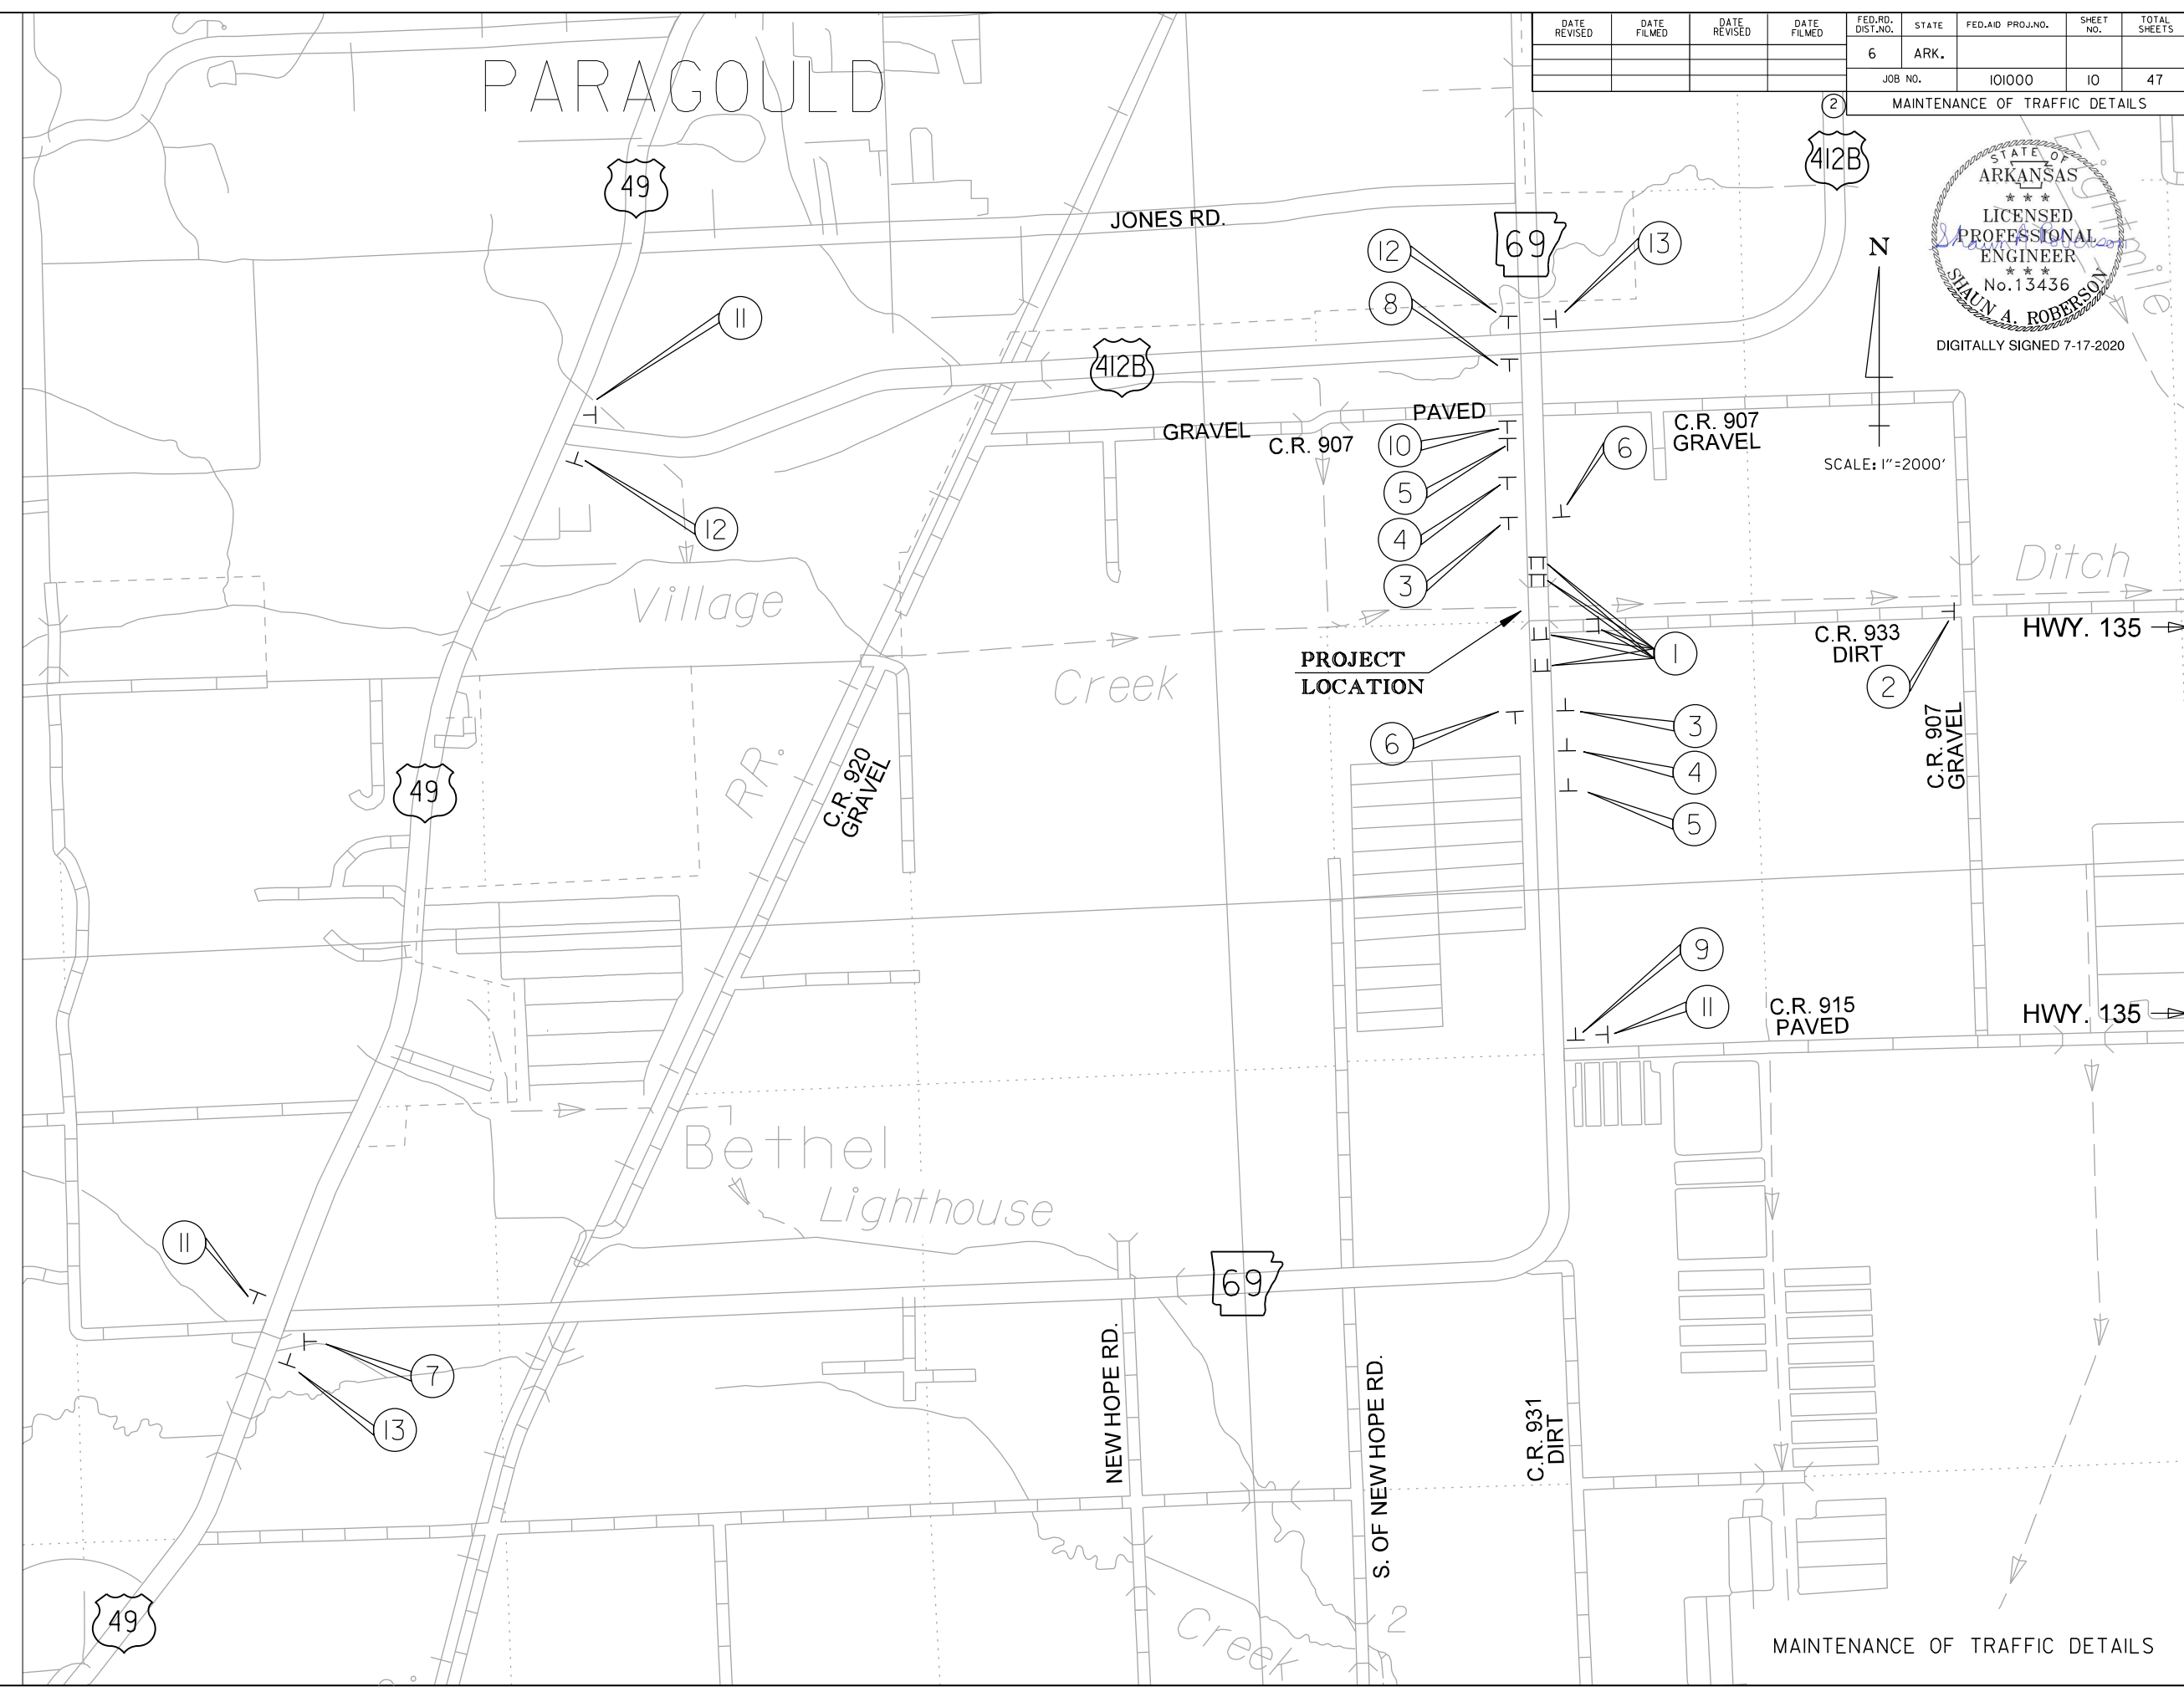 DATE REVISED
DATE FILMED
DATE REVISED
DATE FILMED
FED.RD. DIST.NO.
STATE
FED.AID PROJ.NO.
SHEET NO.
TOTAL SHEETS
6
ARK.
JOB NO.
101000
10
47
2
MAINTENANCE OF TRAFFIC DETAILS
PARAGOULD
49
412B
STATE OF
ARKANSAS
★ ★ ★
LICENSED
PROFESSIONAL
ENGINEER
★ ★ ★
No.13436
SHAUN A. ROBERSON
DIGITALLY SIGNED 7-17-2020
JONES RD.
69
12
13
8
N
11
412B
PAVED
C.R. 907
GRAVEL
GRAVEL
C.R. 907
10
6
SCALE: 1"=2000'
5
12
4
3
Ditch
Village
HWY. 135
C.R. 933
DIRT
PROJECT
LOCATION
1
2
Creek
6
3
C.R. 907
GRAVEL
4
5
49
RR.
C.R. 920
GRAVEL
9
11
C.R. 915
PAVED
HWY. 135
Bethel
Lighthouse
11
69
7
13
NEW HOPE RD.
S. OF NEW HOPE RD.
C.R. 931
DIRT
49
Creek
2
MAINTENANCE OF TRAFFIC DETAILS